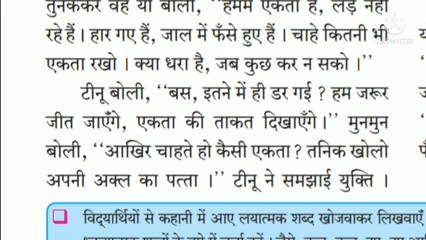 तुनककर वह यों बोली, ‘‘हममें एकता है, लड़ नहीं
रहे हैं। हार गए हैं, जाल में फँसे हुए हैं। चाहे कितनी भी
एकता रखो । क्या धरा है, जब कुछ कर न सको ।’’
टीनू बोली, ‘‘बस, इतने में ही डर गई ? हम जरूर
जीत जाएँगे, एकता की ताकत दिखाएँगे।’’ मुनमुन
बोली, ‘‘आखिर चाहते हो कैसी एकता? तनिक खोलो
अपनी अक्ल का पत्ता ।’’ टीनू ने समझाई युक्ति ।
विद्यार्थियों से कहानी में आए लयात्मक शब्द खोजवाकर लिखवाएँ